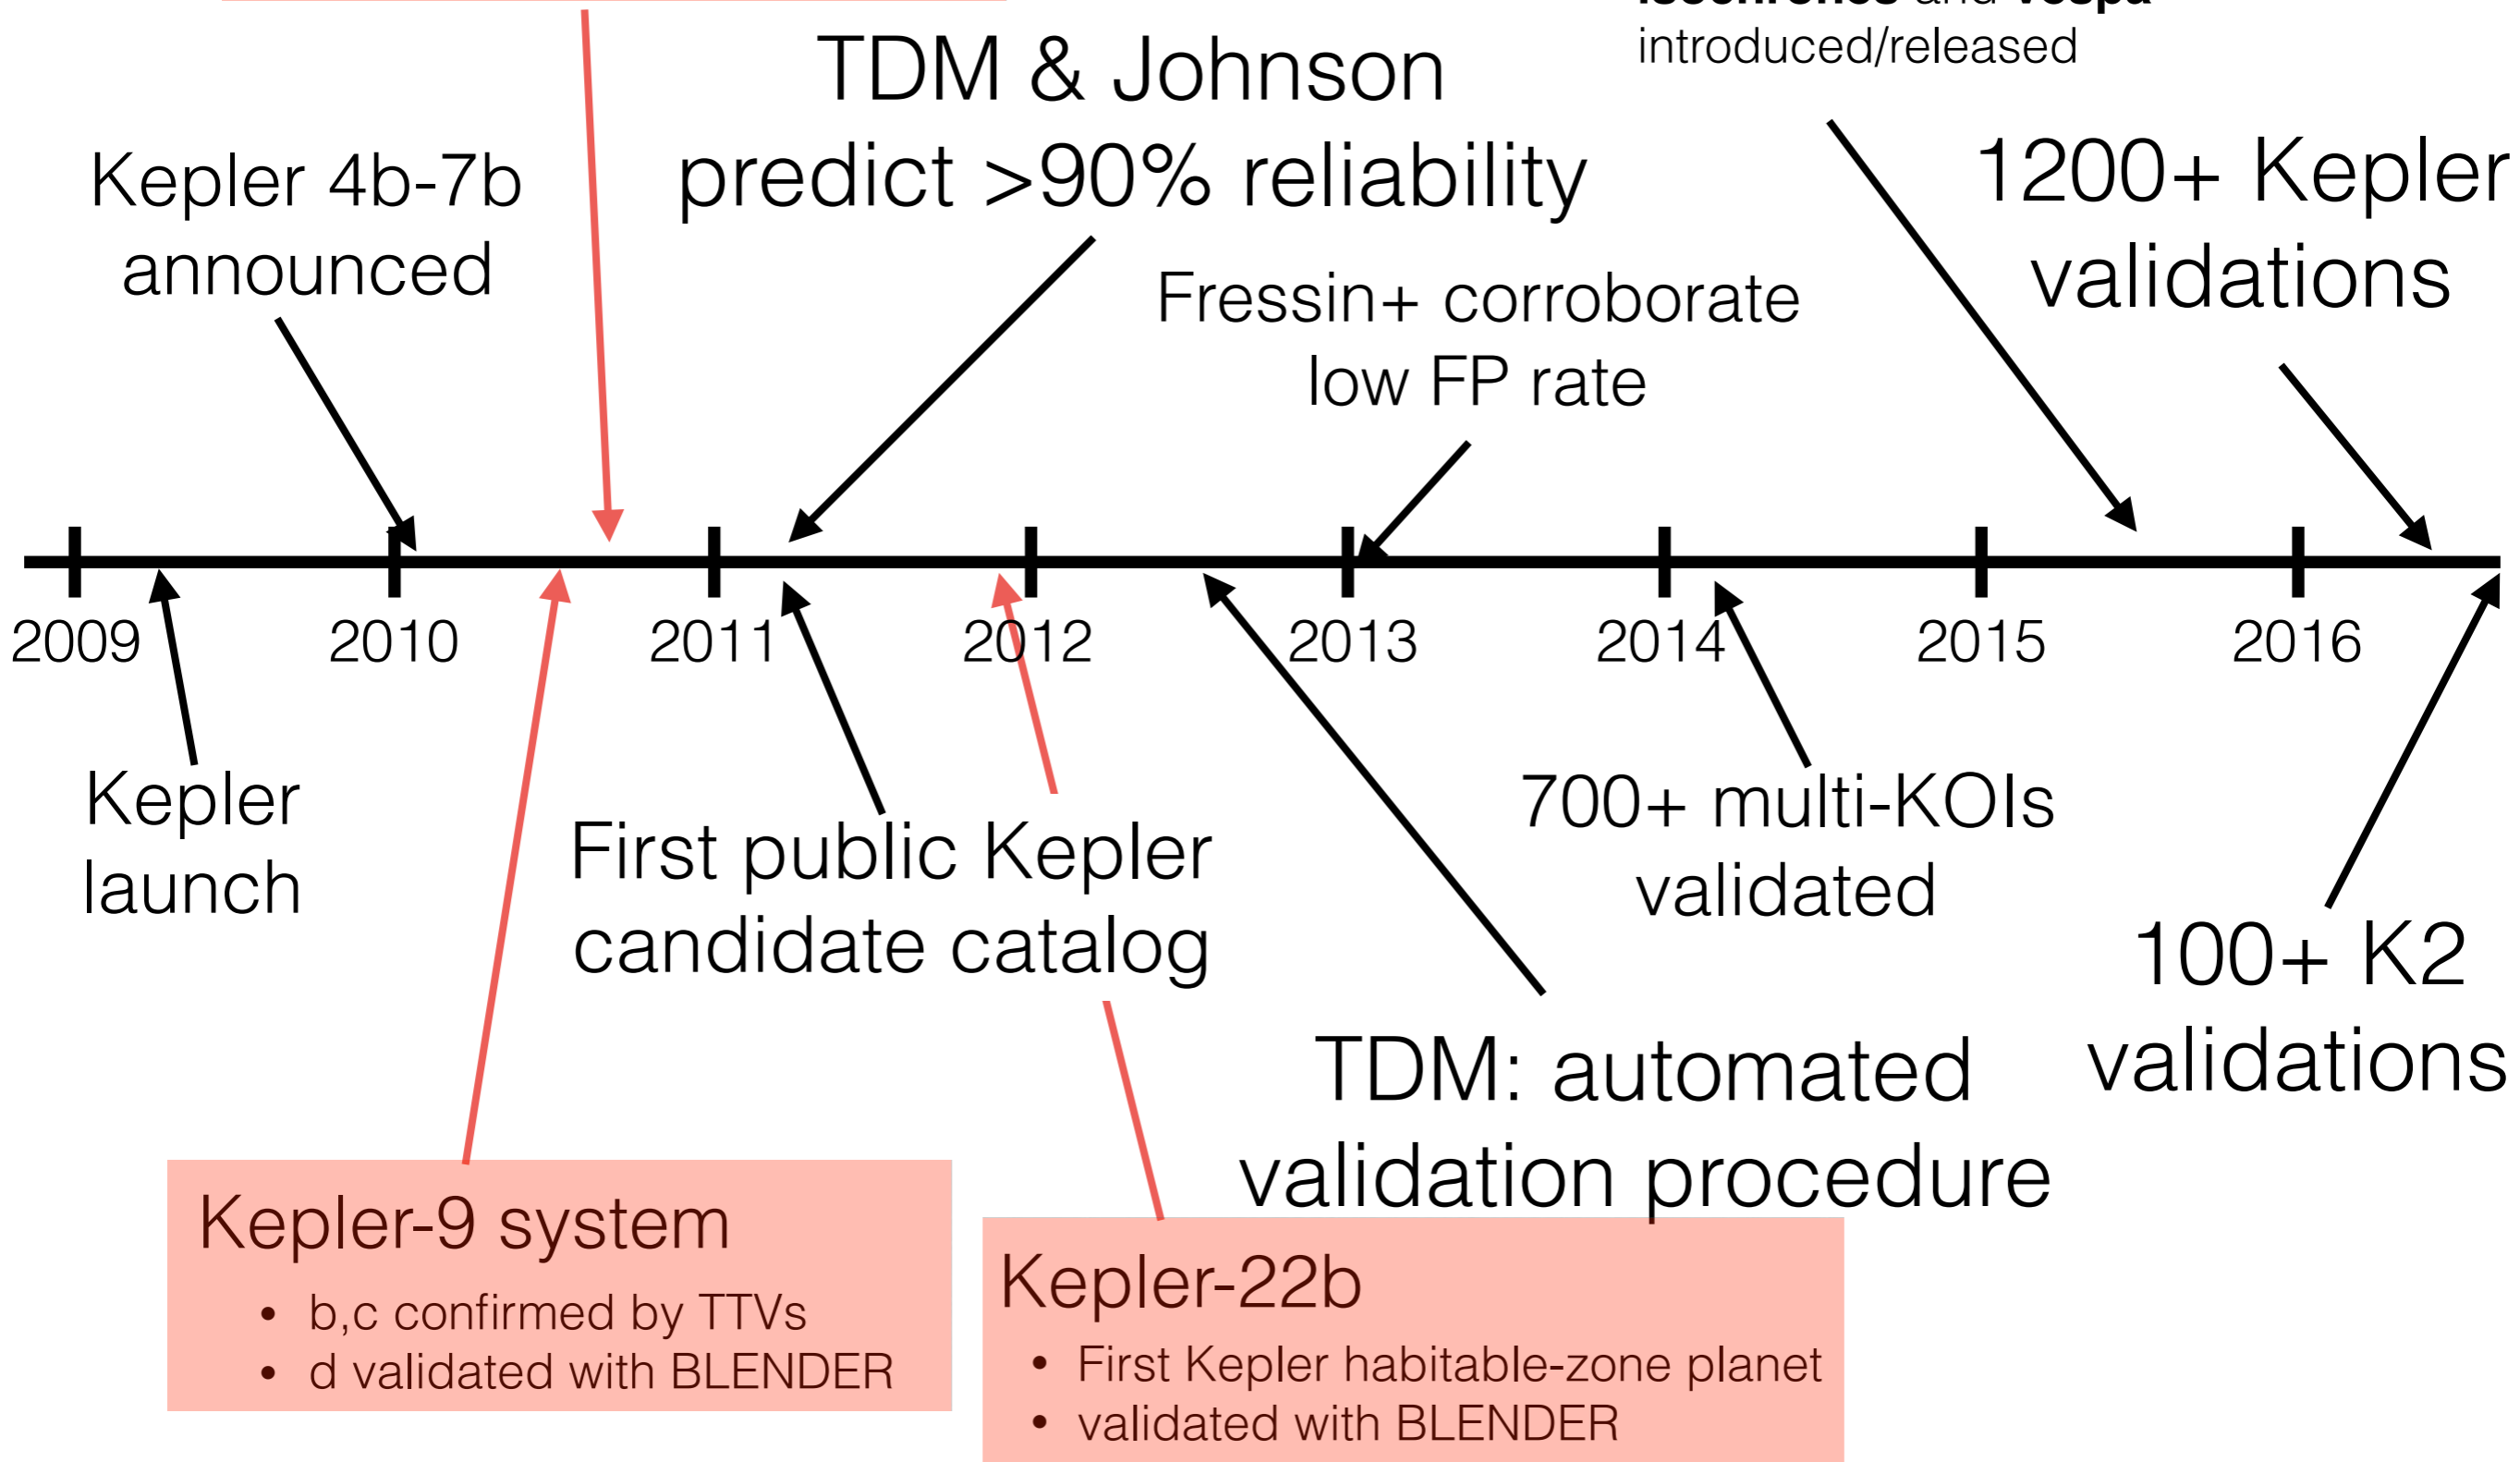 isochrones and vespa
introduced/released
TDM & Johnson
predict >90% reliability
Kepler 4b-7b
announced
1200+ Kepler
validations
Fressin+ corroborate
low FP rate
2009
2010
2011
2012
2013
2014
2015
2016
Kepler
launch
First public Kepler
candidate catalog
700+ multi-KOIs
validated
100+ K2
validations
TDM: automated
validation procedure
Kepler-9 system
• b,c confirmed by TTVs
• d validated with BLENDER
Kepler-22b
• First Kepler habitable-zone planet
• validated with BLENDER